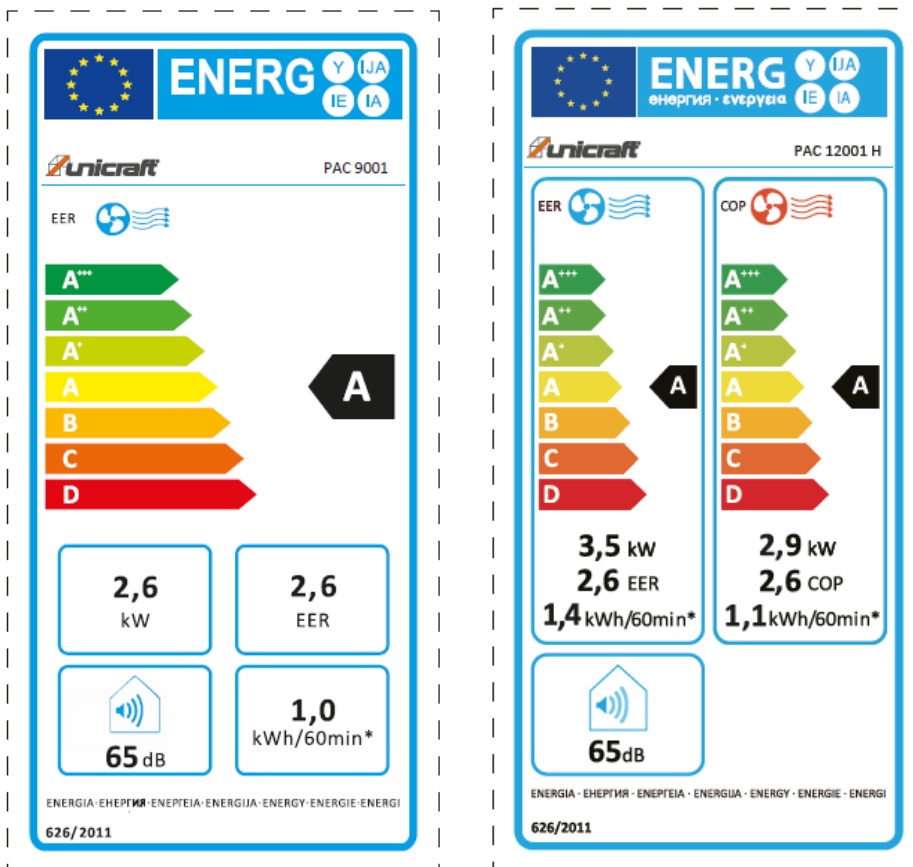 ENERG
Y IJA
IE IA
unicraft
PAC 9001
EER
A+++
A++
A+
A
B
C
D
A
2,6
kW
2,6
EER
65 dB
1,0
kWh/60min*
ENERGIA·ЕНЕРГИЯ·ΕΝΕΡΓΕΙΑ·ENERGIJA·ENERGY·ENERGIE·ENERGI
626/2011
ENERG
енергия · ενεργεια
Y IJA
IE IA
unicraft
PAC 12001 H
EER
A+++
A++
A+
A
B
C
D
A
3,5 kW
2,6 EER
1,4 kWh/60min*
COP
A+++
A++
A+
A
B
C
D
A
2,9 kW
2,6 COP
1,1 kWh/60min*
65 dB
ENERGIA · ЕНЕРГИЯ · ΕΝΕΡΓΕΙΑ · ENERGIJA · ENERGY · ENERGIE · ENERGI
626/2011